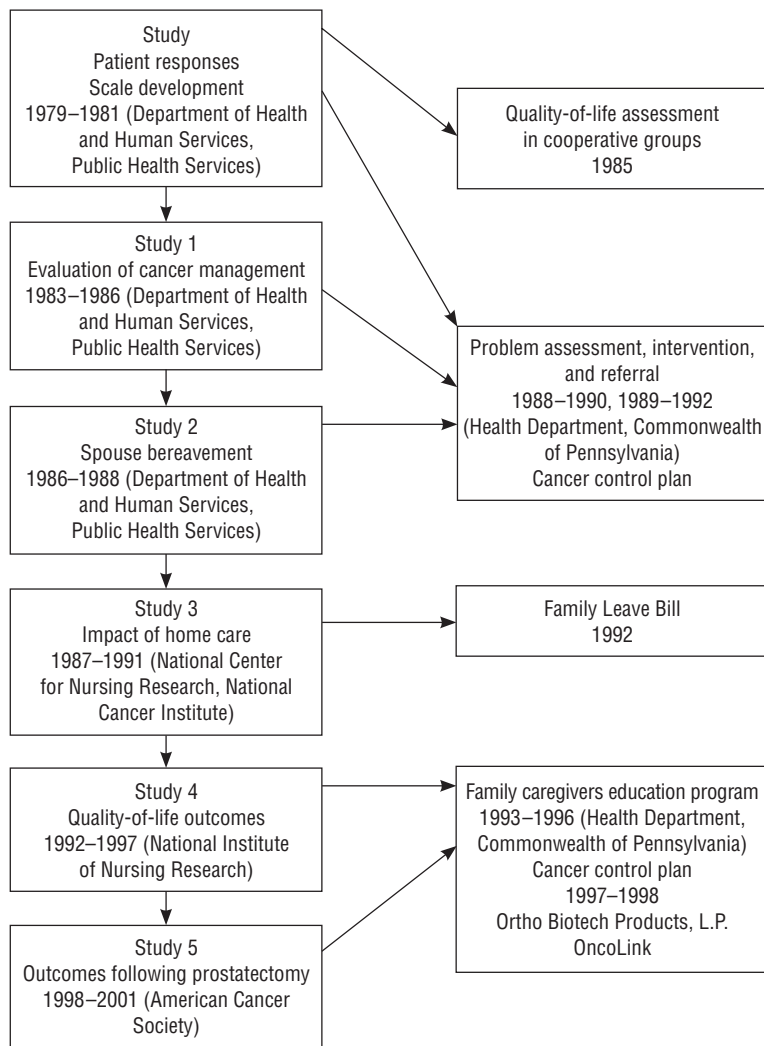 Study
Patient responses
Scale development
1979–1981 (Department of Health
and Human Services,
Public Health Services)
Quality-of-life assessment
in cooperative groups
1985
Study 1
Evaluation of cancer management
1983–1986 (Department of Health
and Human Services,
Public Health Services)
Problem assessment, intervention,
and referral
1988–1990, 1989–1992
(Health Department, Commonwealth
of Pennsylvania)
Cancer control plan
Study 2
Spouse bereavement
1986–1988 (Department of Health
and Human Services,
Public Health Services)
Study 3
Impact of home care
1987–1991 (National Center
for Nursing Research, National
Cancer Institute)
Family Leave Bill
1992
Study 4
Quality-of-life outcomes
1992–1997 (National Institute
of Nursing Research)
Family caregivers education program
1993–1996 (Health Department,
Commonwealth of Pennsylvania)
Cancer control plan
1997–1998
Ortho Biotech Products, L.P.
OncoLink
Study 5
Outcomes following prostatectomy
1998–2001 (American Cancer
Society)